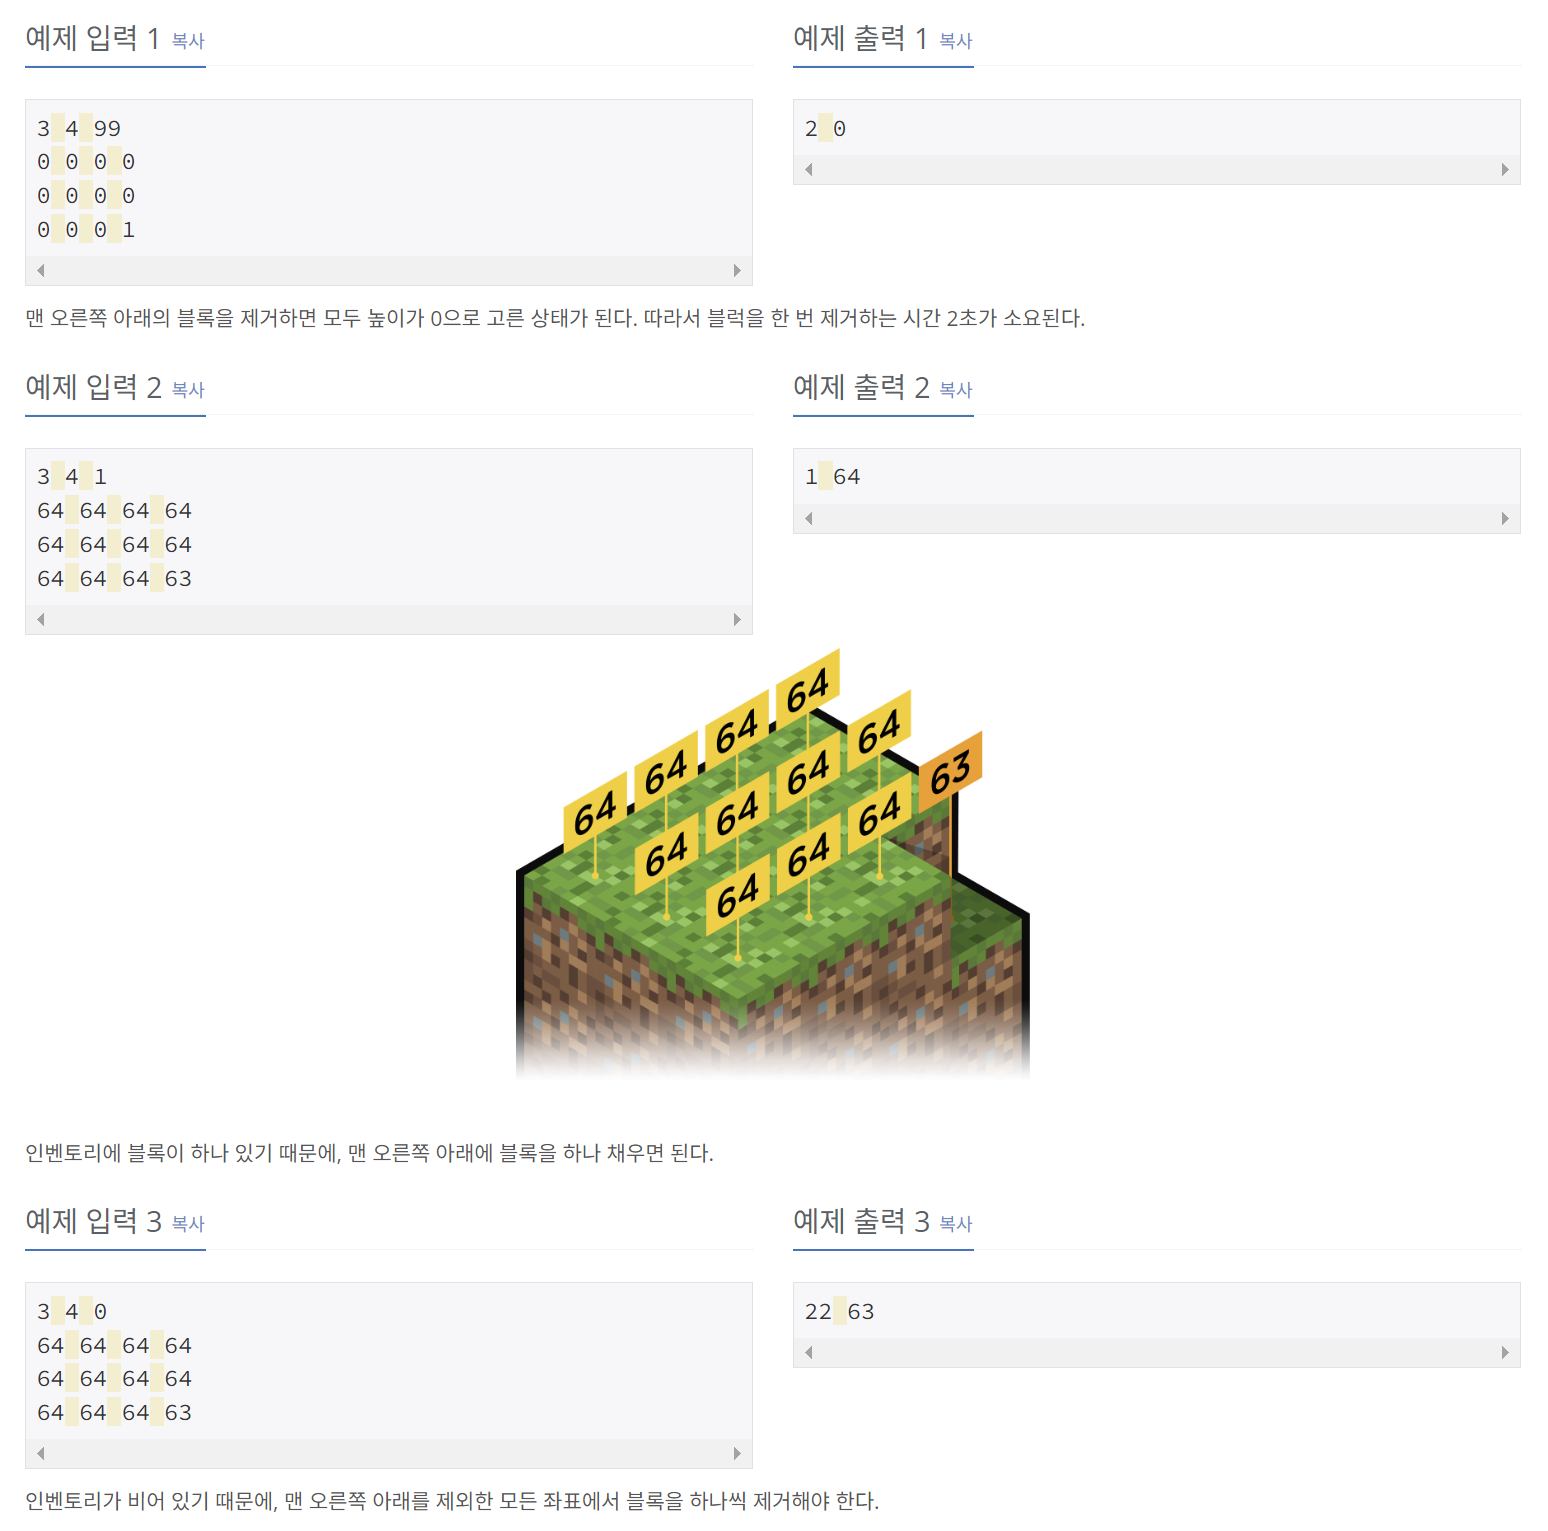 예제 입력 1 복사
3 4 99
0 0 0 0
0 0 0 0
0 0 0 1
예제 출력 1 복사
2 0
맨 오른쪽 아래의 블록을 제거하면 모두 높이가 0으로 고른 상태가 된다. 따라서 블럭을 한 번 제거하는 시간 2초가 소요된다.
예제 입력 2 복사
3 4 1
64 64 64 64
64 64 64 64
64 64 64 63
예제 출력 2 복사
1 64
64
64
64
64
64
63
64
64
64
64
64
64
인벤토리에 블록이 하나 있기 때문에, 맨 오른쪽 아래에 블록을 하나 채우면 된다.
예제 입력 3 복사
3 4 0
64 64 64 64
64 64 64 64
64 64 64 63
예제 출력 3 복사
22 63
인벤토리가 비어 있기 때문에, 맨 오른쪽 아래를 제외한 모든 좌표에서 블록을 하나씩 제거해야 한다.